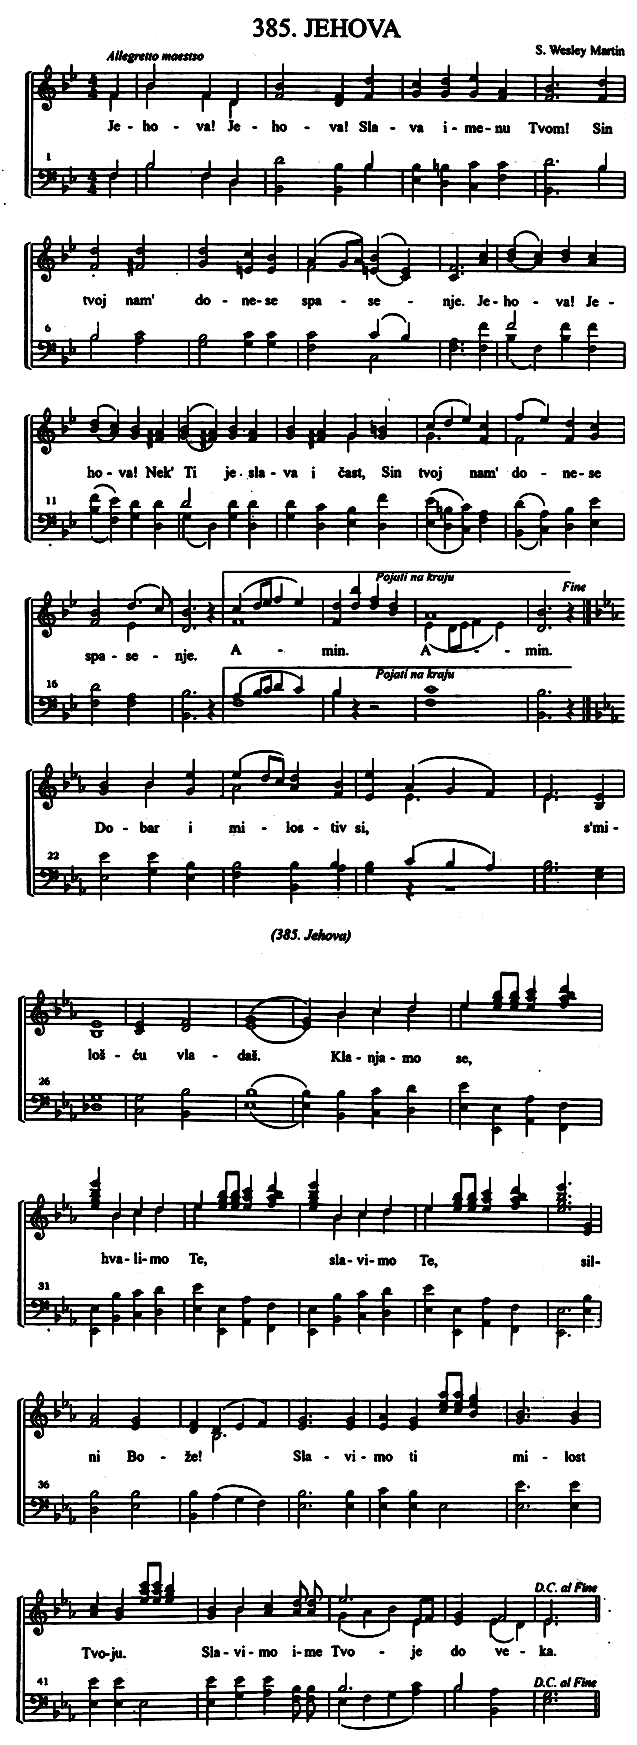 385. JEHOVA
S. Wesley Martin
Allegretto maestso
Je - ho - va! Je - ho - va! Sla - va i - me - nu Tvom! Sin
1
tvoj nam' do - ne - se spa - se - nje. Je - ho - va! Je -
6
ho - va! Nek' Ti je. sla - va i čast, Sin tvoj nam' do - ne - se
11
Pojati na kraju
Fine
spa - se - nje. A - min. A - min.
16
Pojati na kraju
Do - bar i mi - los - tiv si, s'mi -
22
(385. Jehova)
loš - ću vla - daš. Kla - nja - mo se,
26
hva - li - mo Te, sla - vi - mo Te, sil-
31
ni Bo - že! Sla - vi - mo ti mi - lost
36
D.C. al Fine
Tvo-ju. Sla - vi - mo i - me Tvo - je do ve - ka.
41
D.C. al Fine